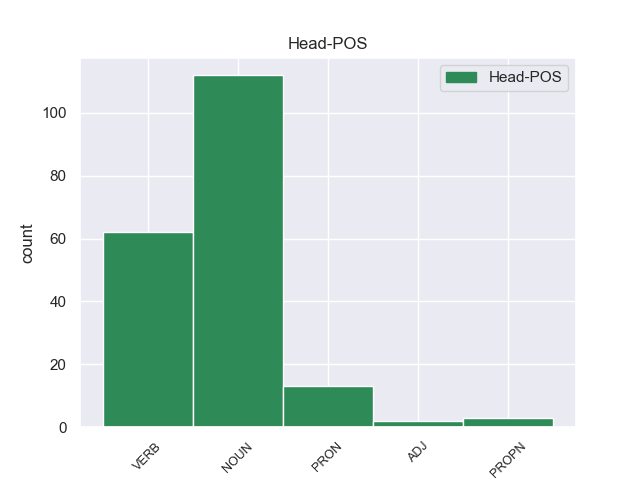 Head-POS
Head-POS
100
80
60
40
20
0
count
VERB
NOUN
PRON
ADJ
PROPN